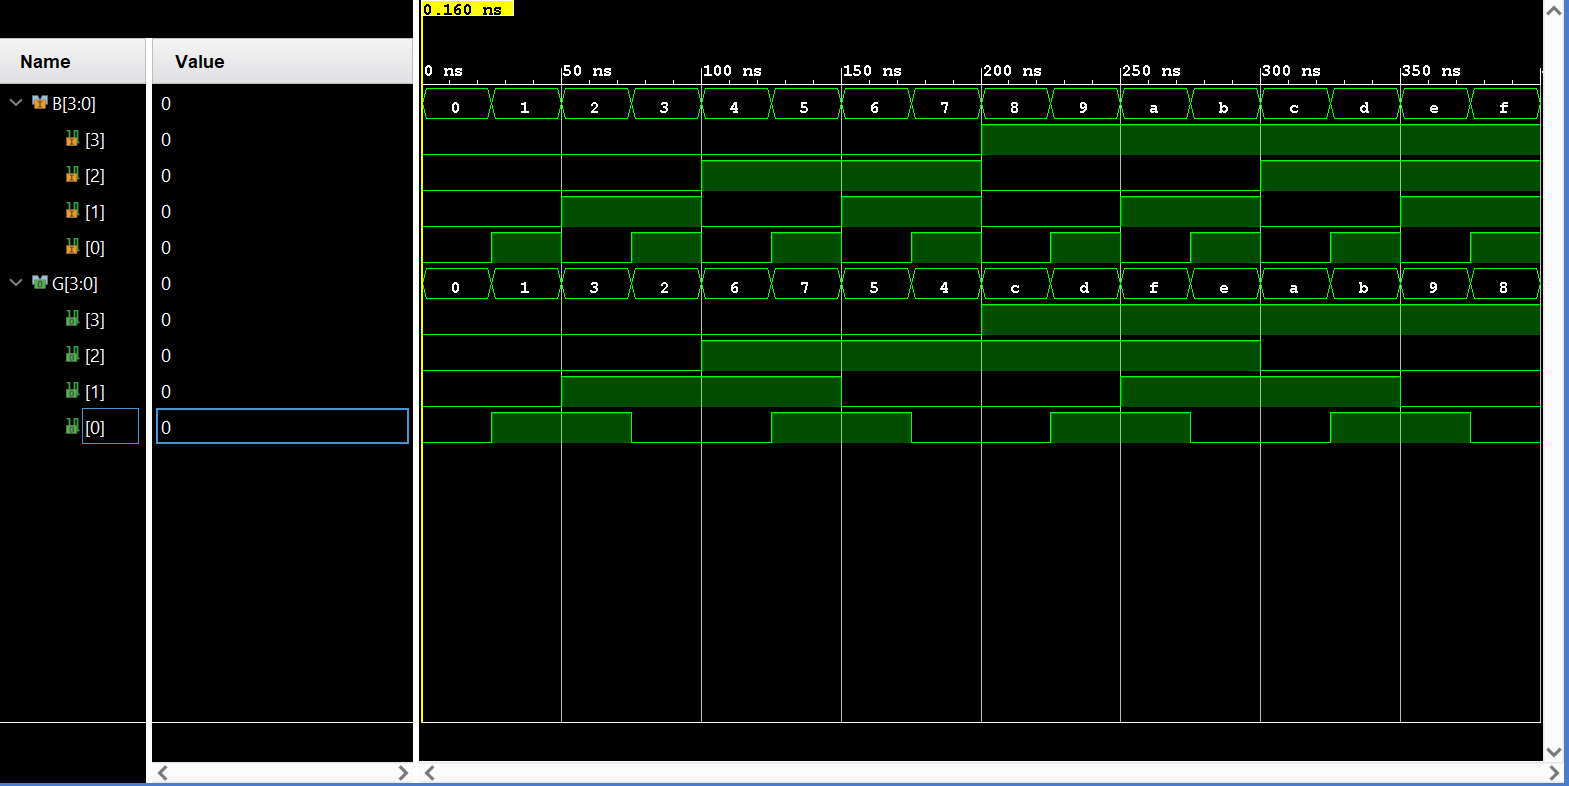 0.160 ns
Name Value
0 ns 50 ns 100 ns 150 ns 200 ns 250 ns 300 ns 350 ns
B[3:0] 0 0 1 2 3 4 5 6 7 8 9 a b c d e f
[3] 0
[2] 0
[1] 0
[0] 0
G[3:0] 0 0 1 3 2 6 7 5 4 c d f e a b 9 8
[3] 0
[2] 0
[1] 0
[0] 0